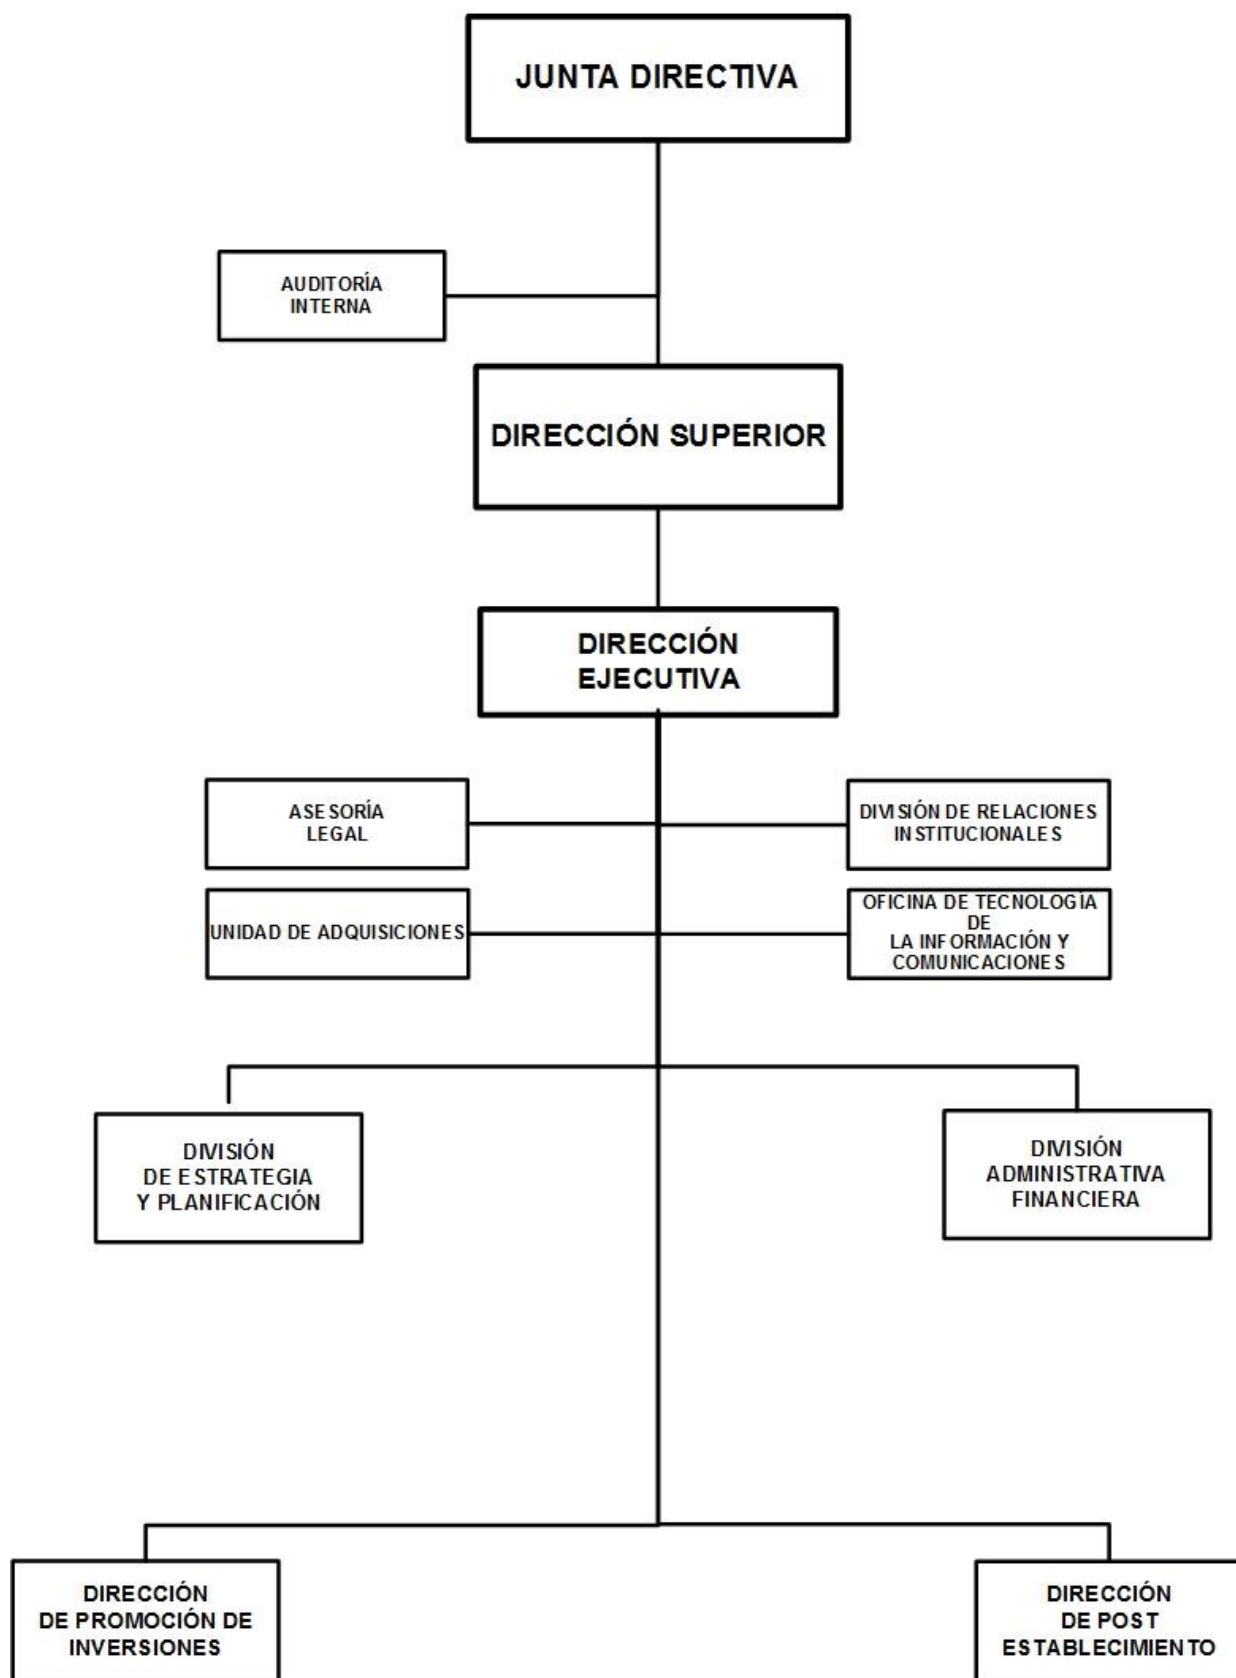 JUNTA DIRECTIVA
AUDITORÍA
INTERNA
DIRECCIÓN SUPERIOR
DIRECCIÓN
EJECUTIVA
ASESORÍA
LEGAL
DIVISIÓN DE RELACIONES
INSTITUCIONALES
UNIDAD DE ADQUISICIONES
OFICINA DE TECNOLOGÍA
DE
LA INFORMACIÓN Y
COMUNICACIONES
DIVISIÓN
DE ESTRATEGIA
Y PLANIFICACIÓN
DIVISIÓN
ADMINISTRATIVA
FINANCIERA
DIRECCIÓN
DE PROMOCIÓN DE
INVERSIONES
DIRECCIÓN
DE POST
ESTABLECIMIENTO